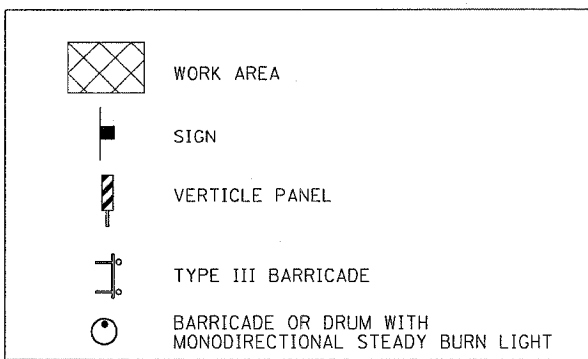 WORK AREA
SIGN
VERTICLE PANEL
TYPE III BARRICADE
BARRICADE OR DRUM WITH
MONODIRECTIONAL STEADY BURN LIGHT